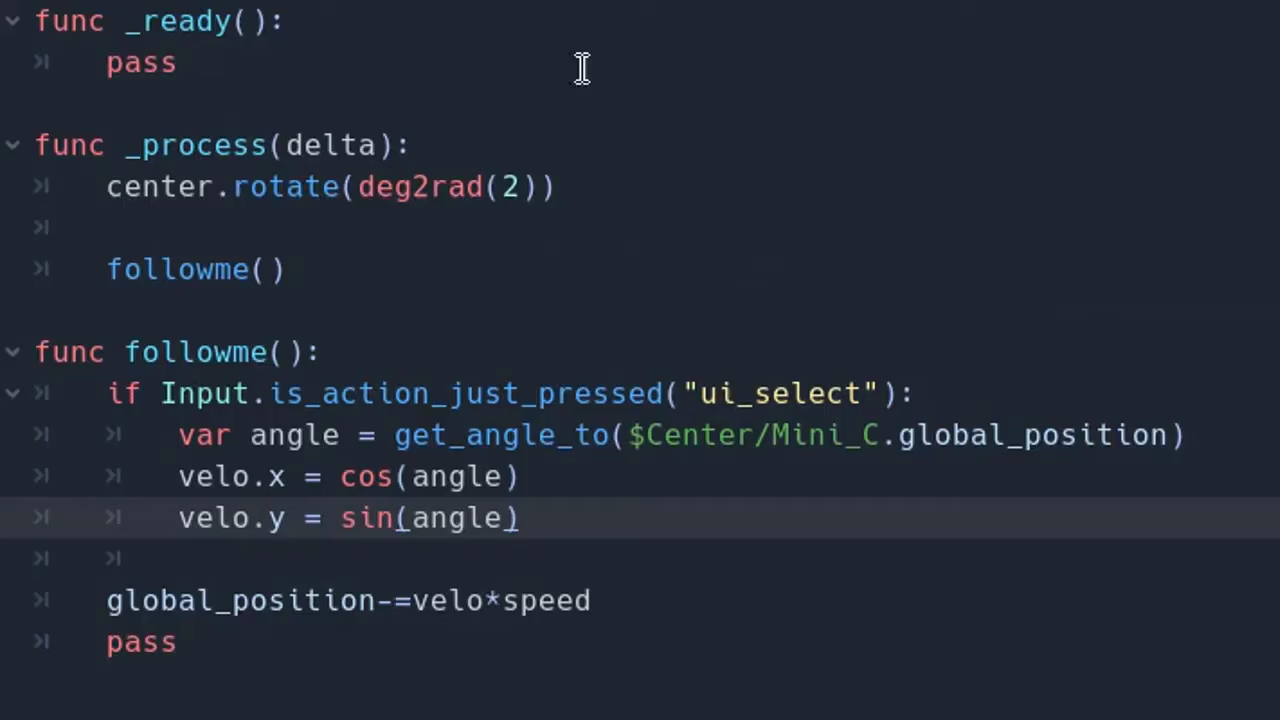 func _ready():
pass
func _process(delta):
center.rotate(deg2rad(2))
followme()
func followme():
if Input.is_action_just_pressed("ui_select"):
var angle = get_angle_to($Center/Mini_C.global_position)
velo.x = cos(angle)
velo.y = sin(angle)
global_position-=velo*speed
pass